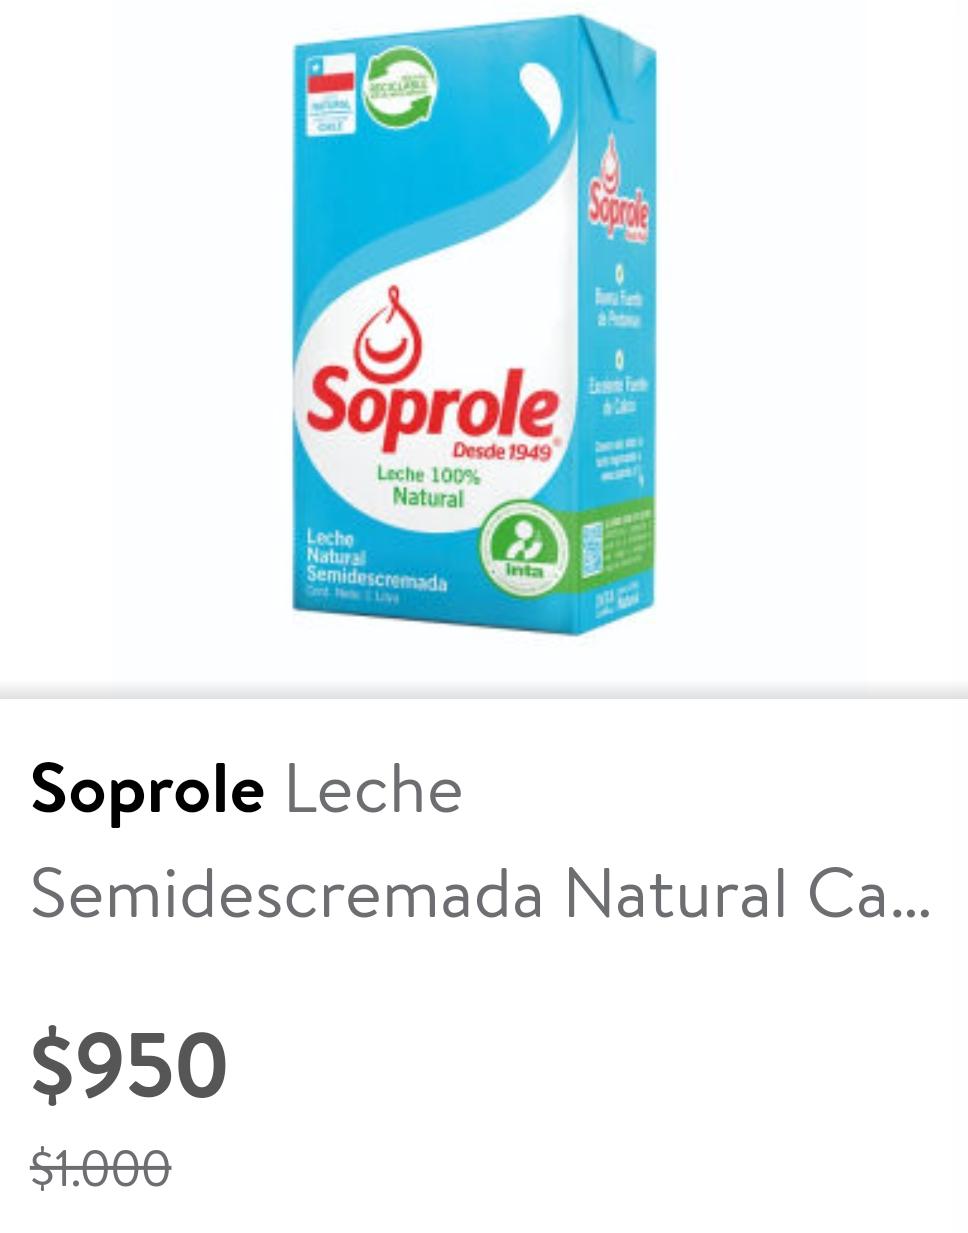 NATURAL
CHILE
RECICLABLE
Soprole
Desde 1949
Leche 100%
Natural
Leche
Natural
Semidescremada
Cont. Neto: 1 Litro
inta
Soprole
Buena Fuente
de Proteínas
Excelente Fuente
de Calcio
Soprole Leche
Semidescremada Natural Ca...
$950
$1.000